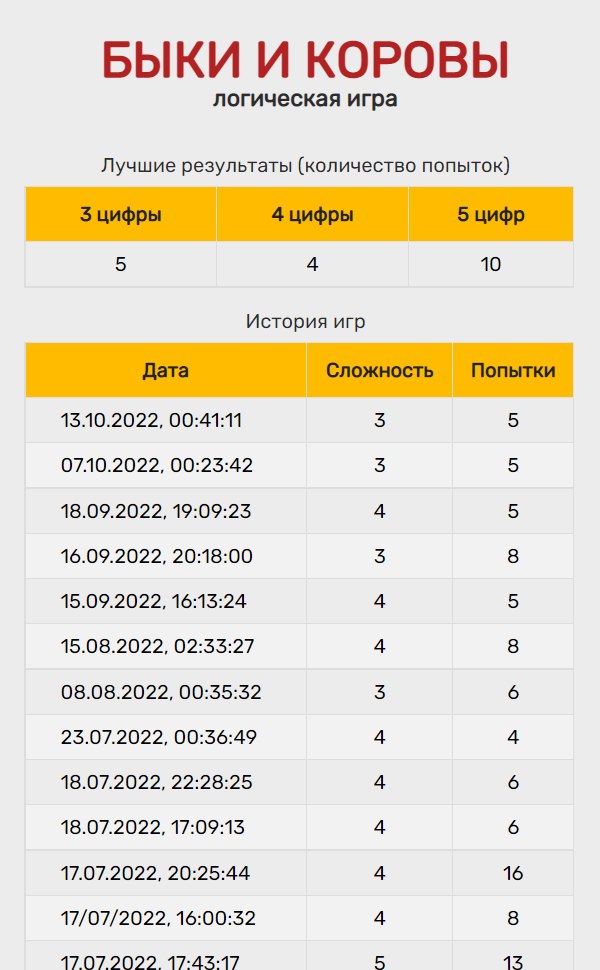 БЫКИ И КОРОВЫ
логическая игра
Лучшие результаты (количество попыток)
3 цифры 4 цифры 5 цифр
5 4 10
История игр
Дата Сложность Попытки
13.10.2022, 00:41:11 3 5
07.10.2022, 00:23:42 3 5
18.09.2022, 19:09:23 4 5
16.09.2022, 20:18:00 3 8
15.09.2022, 16:13:24 4 5
15.08.2022, 02:33:27 4 8
08.08.2022, 00:35:32 3 6
23.07.2022, 00:36:49 4 4
18.07.2022, 22:28:25 4 6
18.07.2022, 17:09:13 4 6
17.07.2022, 20:25:44 4 16
17/07/2022, 16:00:32 4 8
17.07.2022, 17:43:17 5 13